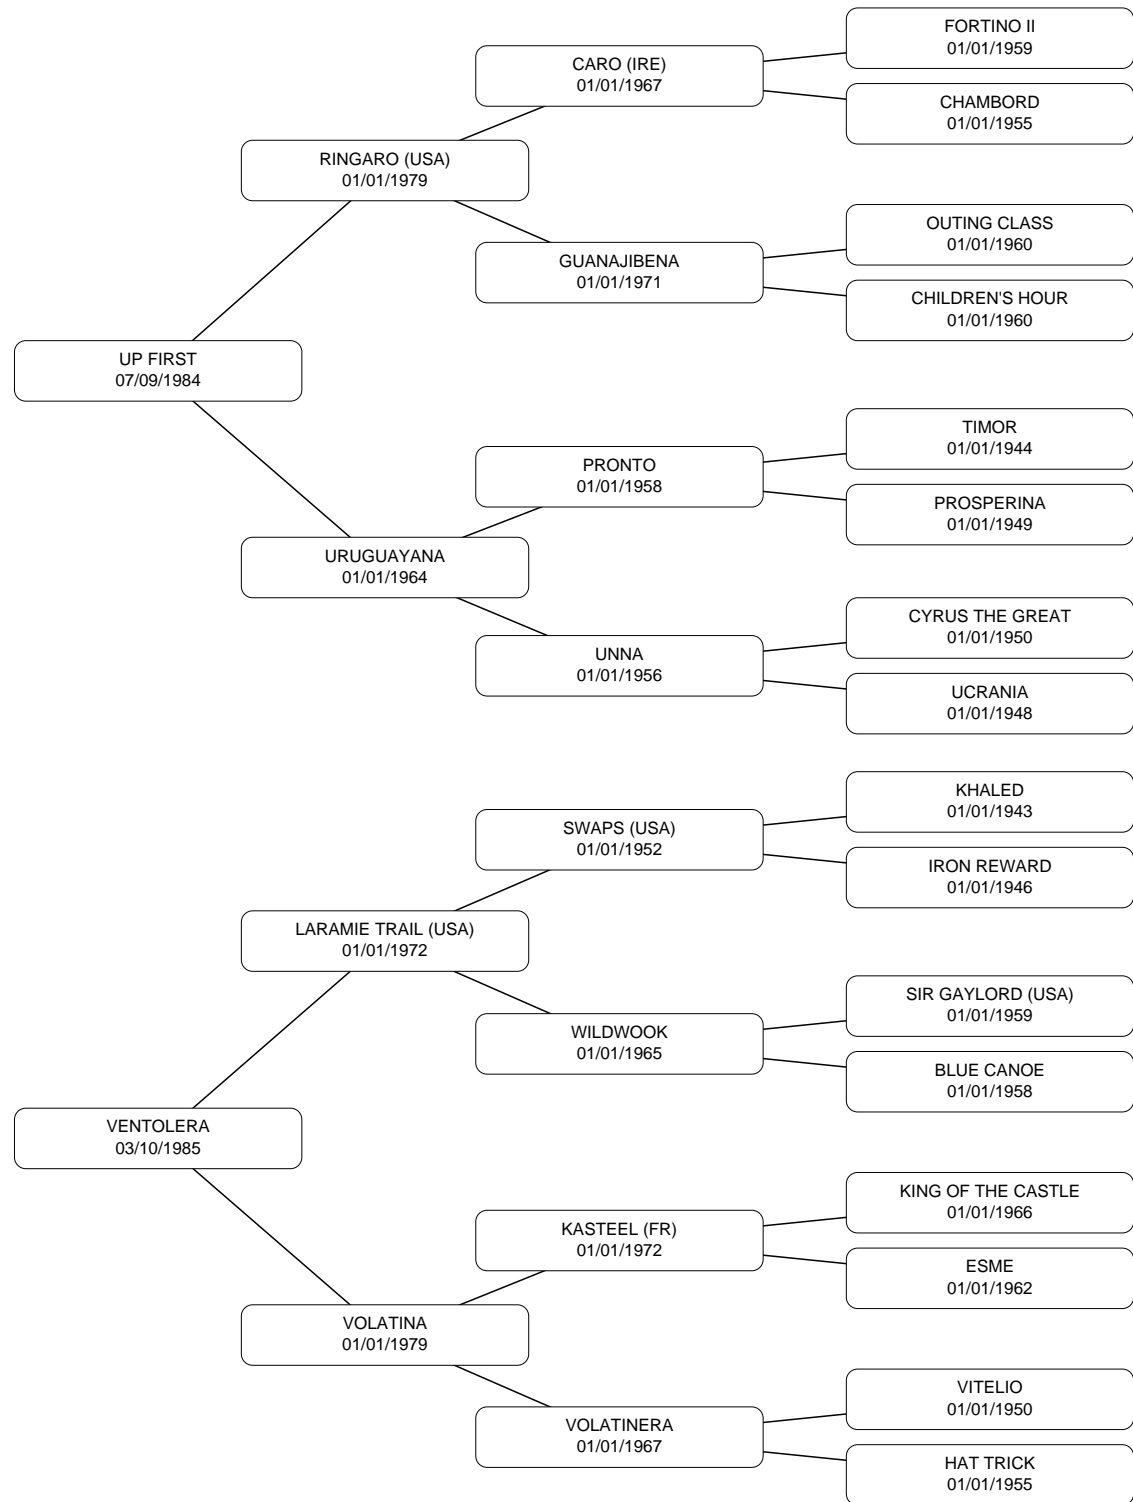 FORTINO II
01/01/1959
CARO (IRE)
01/01/1967
CHAMBORD
01/01/1955
RINGARO (USA)
01/01/1979
OUTING CLASS
01/01/1960
GUANAJIBENA
01/01/1971
CHILDREN'S HOUR
01/01/1960
UP FIRST
07/09/1984
TIMOR
01/01/1944
PRONTO
01/01/1958
PROSPERINA
01/01/1949
URUGUAYANA
01/01/1964
CYRUS THE GREAT
01/01/1950
UNNA
01/01/1956
UCRANIA
01/01/1948
KHALED
01/01/1943
SWAPS (USA)
01/01/1952
IRON REWARD
01/01/1946
LARAMIE TRAIL (USA)
01/01/1972
SIR GAYLORD (USA)
01/01/1959
WILDWOOK
01/01/1965
BLUE CANOE
01/01/1958
VENTOLERA
03/10/1985
KING OF THE CASTLE
01/01/1966
KASTEEL (FR)
01/01/1972
ESME
01/01/1962
VOLATINA
01/01/1979
VITELIO
01/01/1950
VOLATINERA
01/01/1967
HAT TRICK
01/01/1955